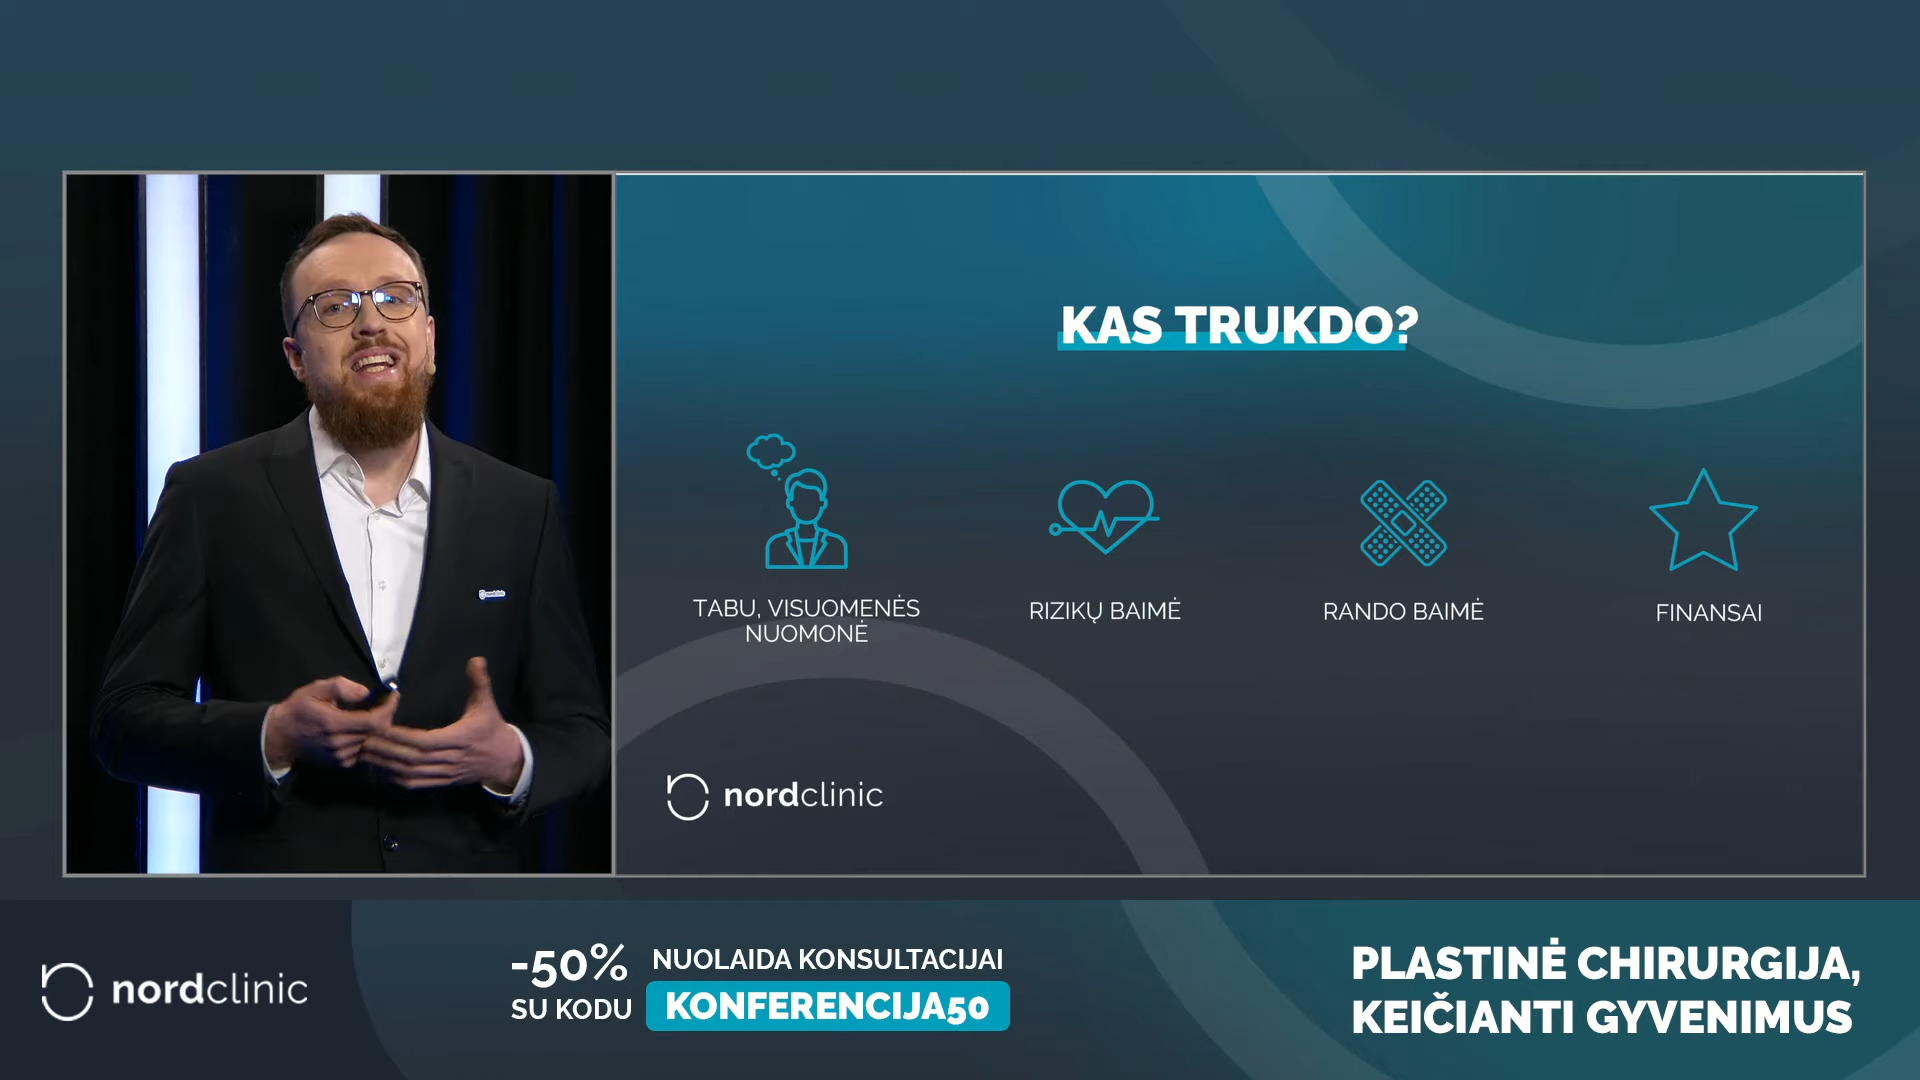 KAS TRUKDO?
TABU, VISUOMENĖS
NUOMONĖ
RIZIKŲ BAIMĖ
RANDO BAIMĖ
FINANSAI
nordclinic
nordclinic
nordclinic
-50%
NUOLAIDA KONSULTACIJAI
SU KODU
KONFERENCIJA50
PLASTINĖ CHIRURGIJA,
KEIČIANTI GYVENIMUS